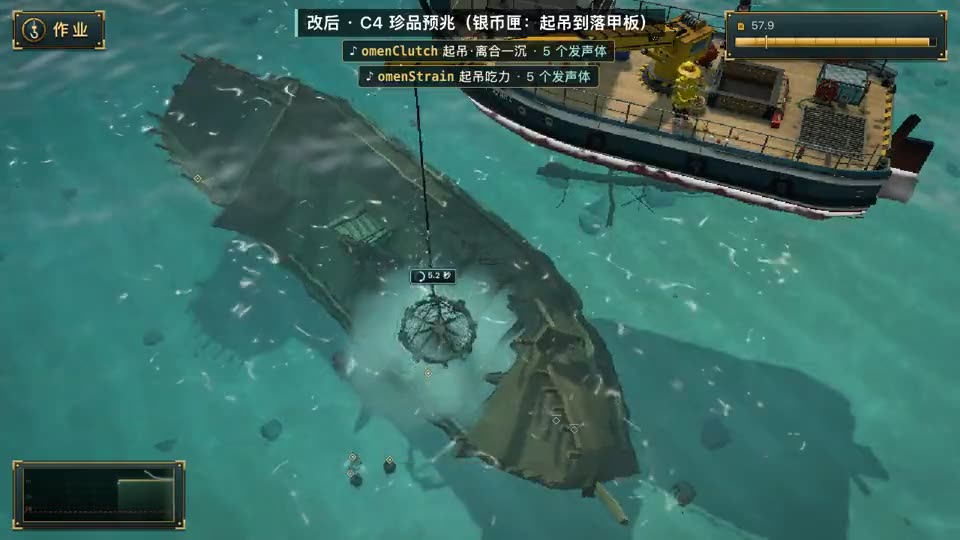 作业
改后 · C4 珍品预兆（银币匣：起吊到落甲板）
♪ omenClutch 起吊·离合一沉 · 5 个发声体
♪ omenStrain 起吊吃力 · 5 个发声体
57.9
5.2 秒